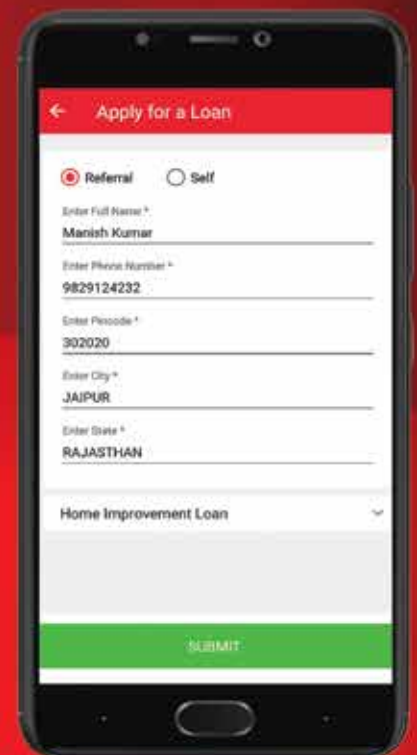 Apply for a Loan
Referral Self
Enter Full Name *
Manish Kumar
Enter Phone Number *
9829124232
Enter Pincode *
302020
Enter City *
JAIPUR
Enter State *
RAJASTHAN
Home Improvement Loan
SUBMIT